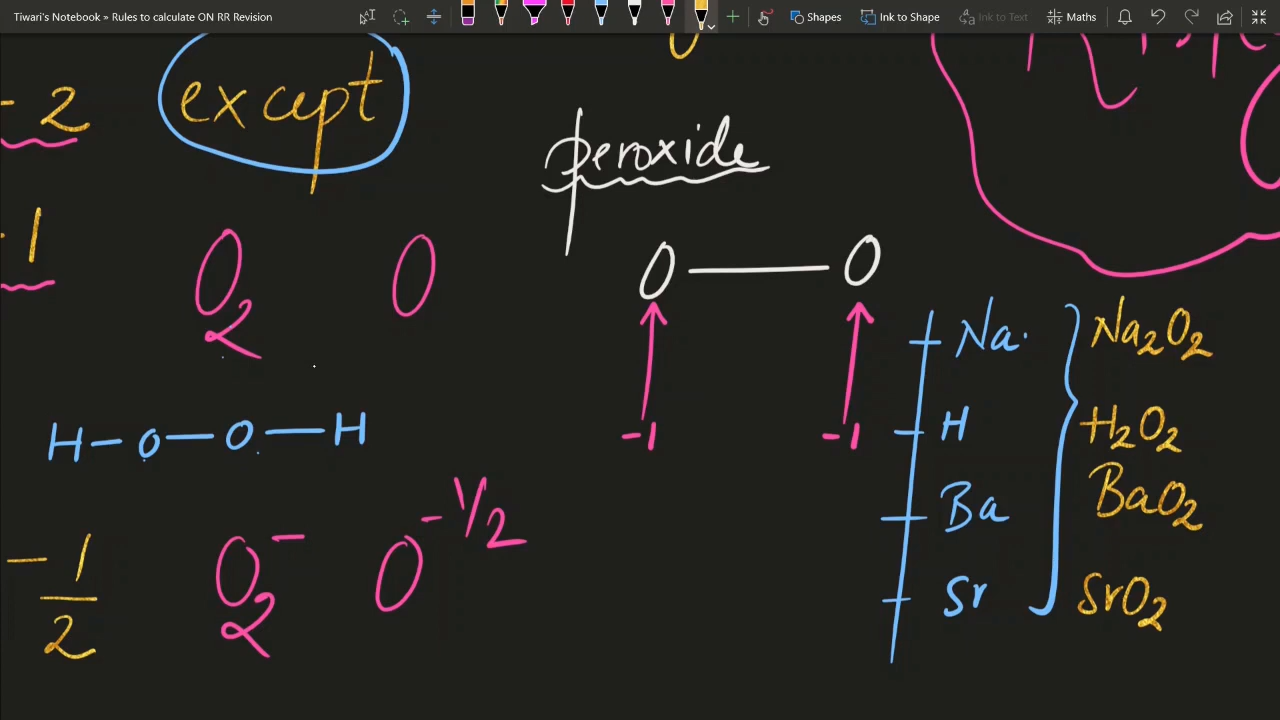 Tiwari's Notebook » Rules to calculate ON RR Revision
Shapes
Ink to Shape
Ink to Text
Maths
- 2
except
peroxide
- 1
O2
O
O — O
-1
-1
H - O - O - H
- 1/2
O2-
O-1/2
Na
H
Ba
Sr
Na2O2
H2O2
BaO2
SrO2